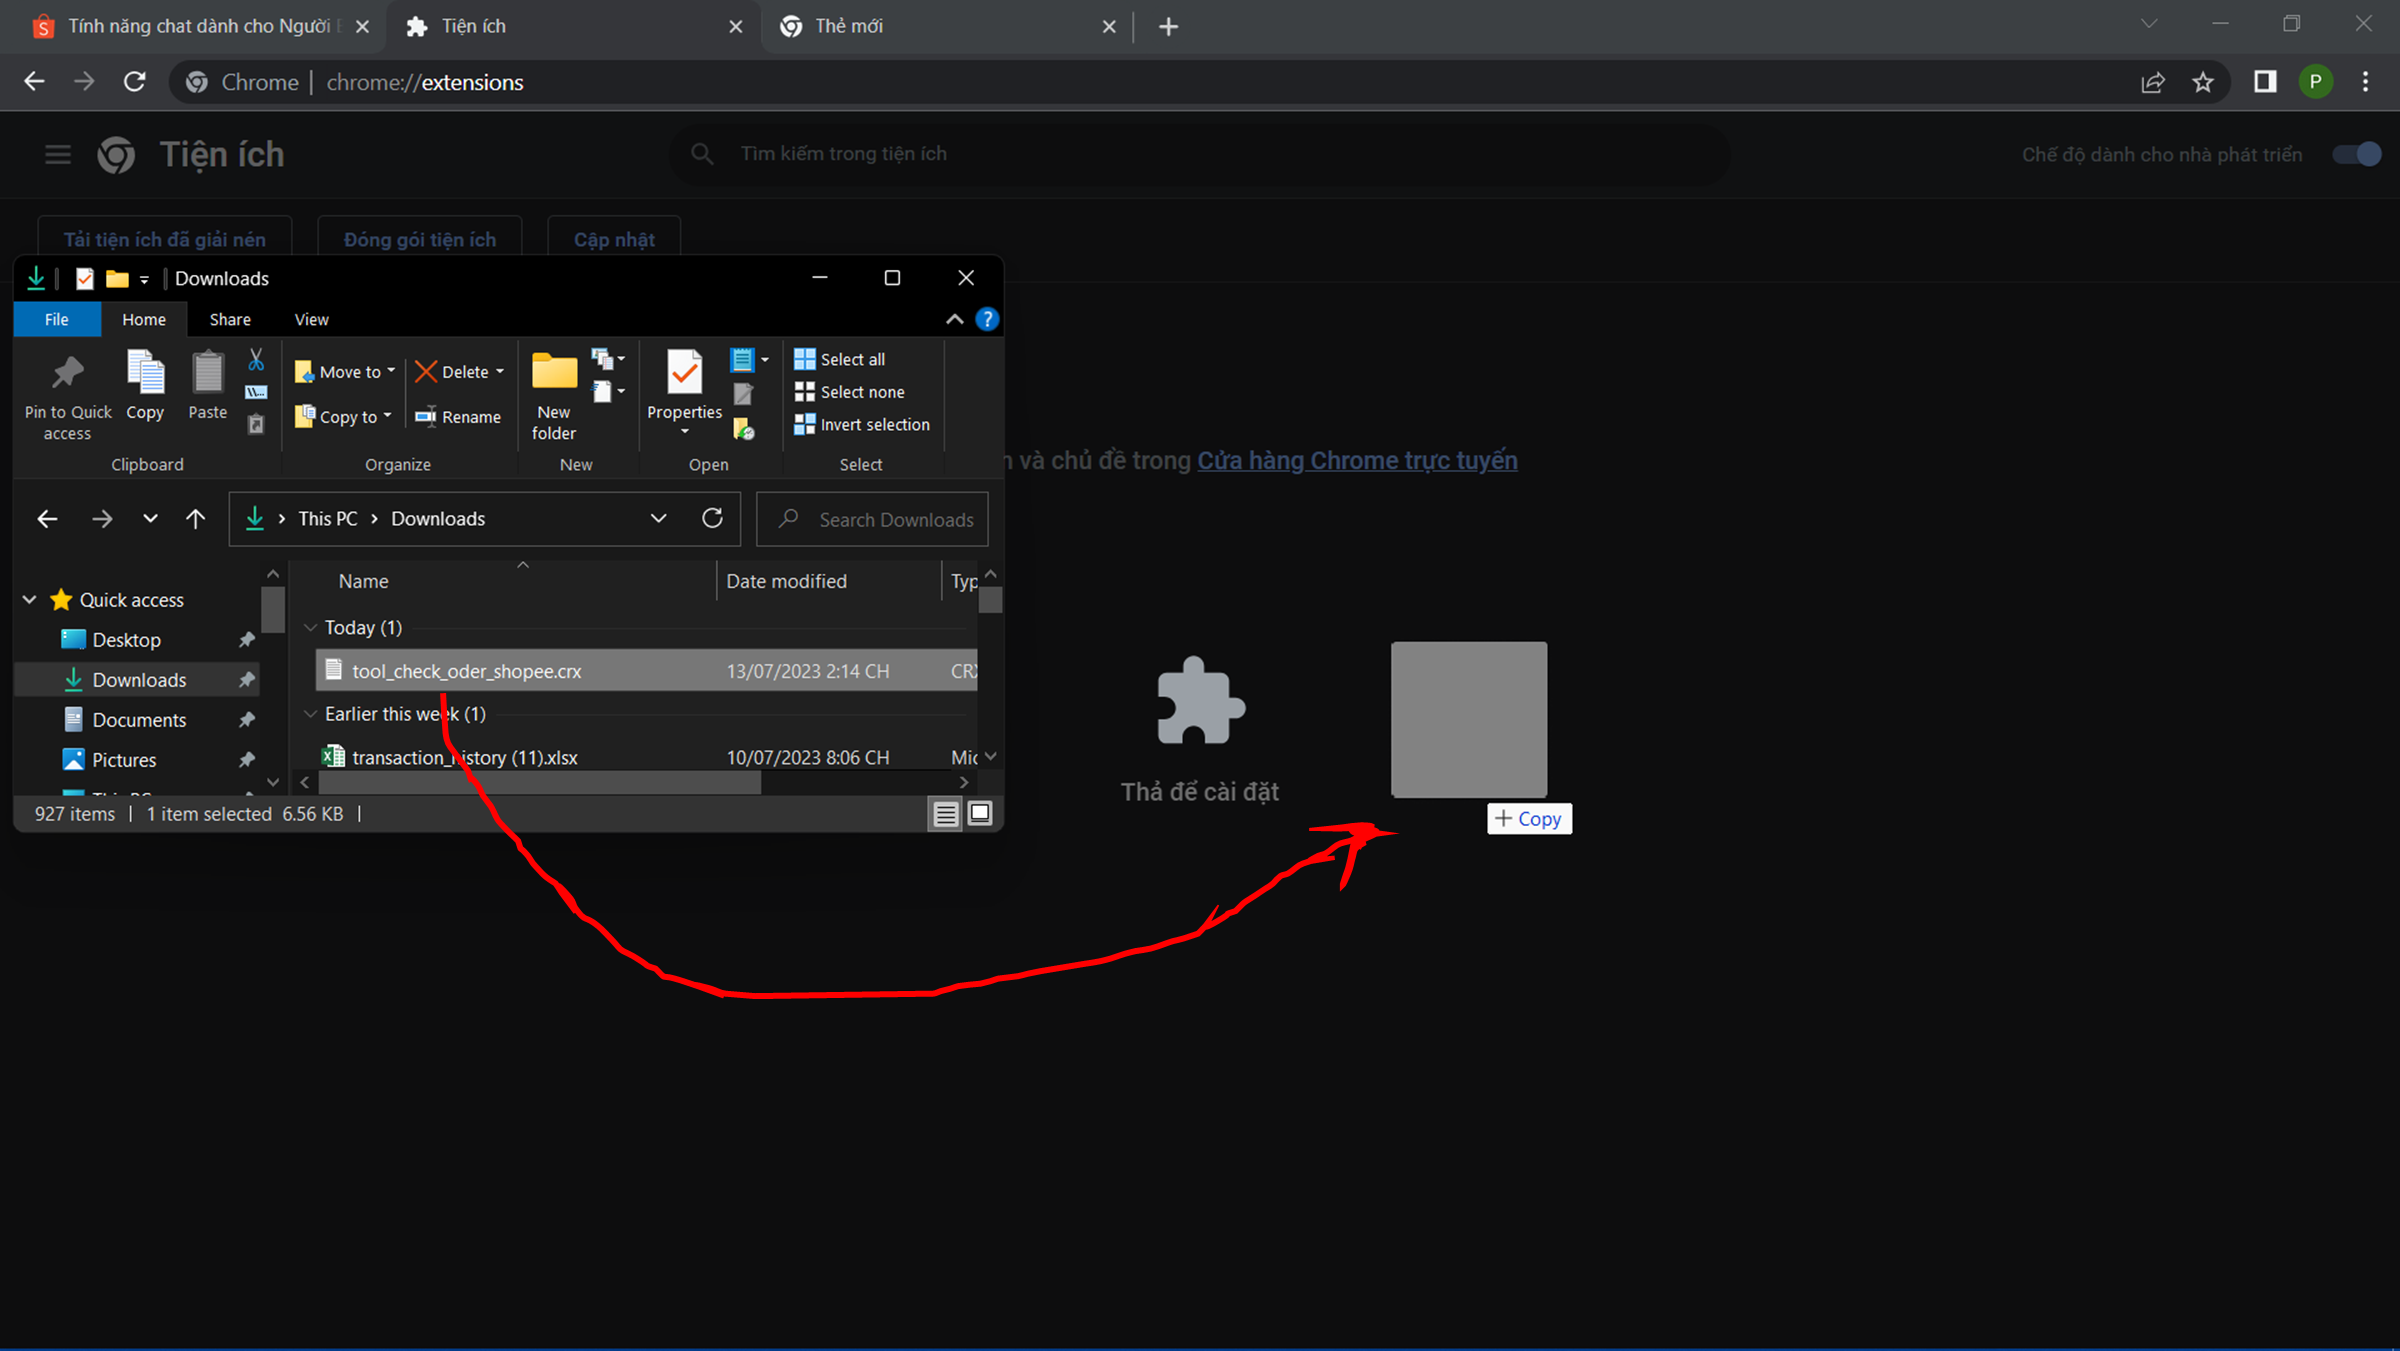 Tính năng chat dành cho Người
Tiện ích
Thẻ mới
Chrome | chrome://extensions
P
Tiện ích
Tìm kiếm trong tiện ích
Chế độ dành cho nhà phát triển
Tải tiện ích đã giải nén
Đóng gói tiện ích
Cập nhật
Downloads
File
Home
Share
View
?
Pin to Quick
access
Copy
Paste
Clipboard
Move to
Copy to
Delete
Rename
Organize
New
folder
New
Properties
Open
Select all
Select none
Invert selection
Select
và chủ đề trong Cửa hàng Chrome trực tuyến
This PC > Downloads
Search Downloads
Quick access
Desktop
Downloads
Documents
Pictures
Name
Date modified
Typ
Today (1)
tool_check_oder_shopee.crx 13/07/2023 2:14 CH CRX
Earlier this week (1)
transaction_history (11).xlsx 10/07/2023 8:06 CH Mic
927 items | 1 item selected 6.56 KB |
Thả để cài đặt
+ Copy